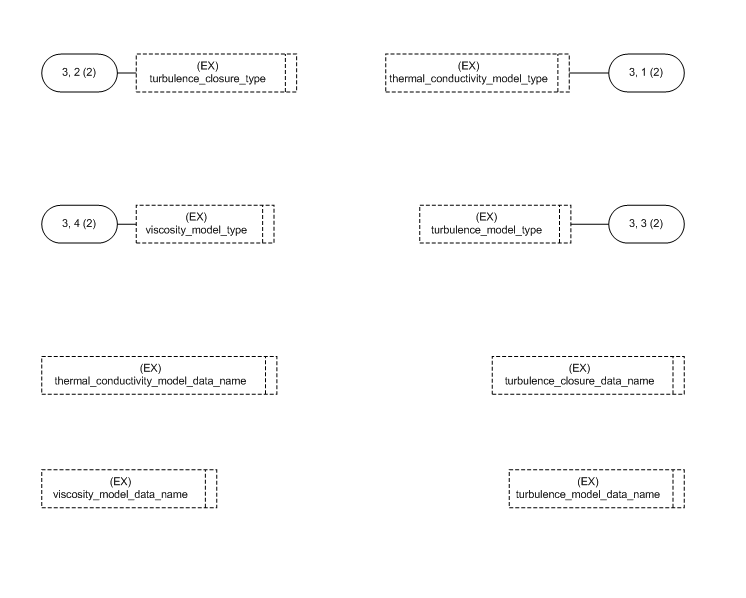 3, 2 (2)
(EX)
turbulence_closure_type
(EX)
thermal_conductivity_model_type
3, 1 (2)
3, 4 (2)
(EX)
viscosity_model_type
(EX)
turbulence_model_type
3, 3 (2)
(EX)
thermal_conductivity_model_data_name
(EX)
turbulence_closure_data_name
(EX)
viscosity_model_data_name
(EX)
turbulence_model_data_name